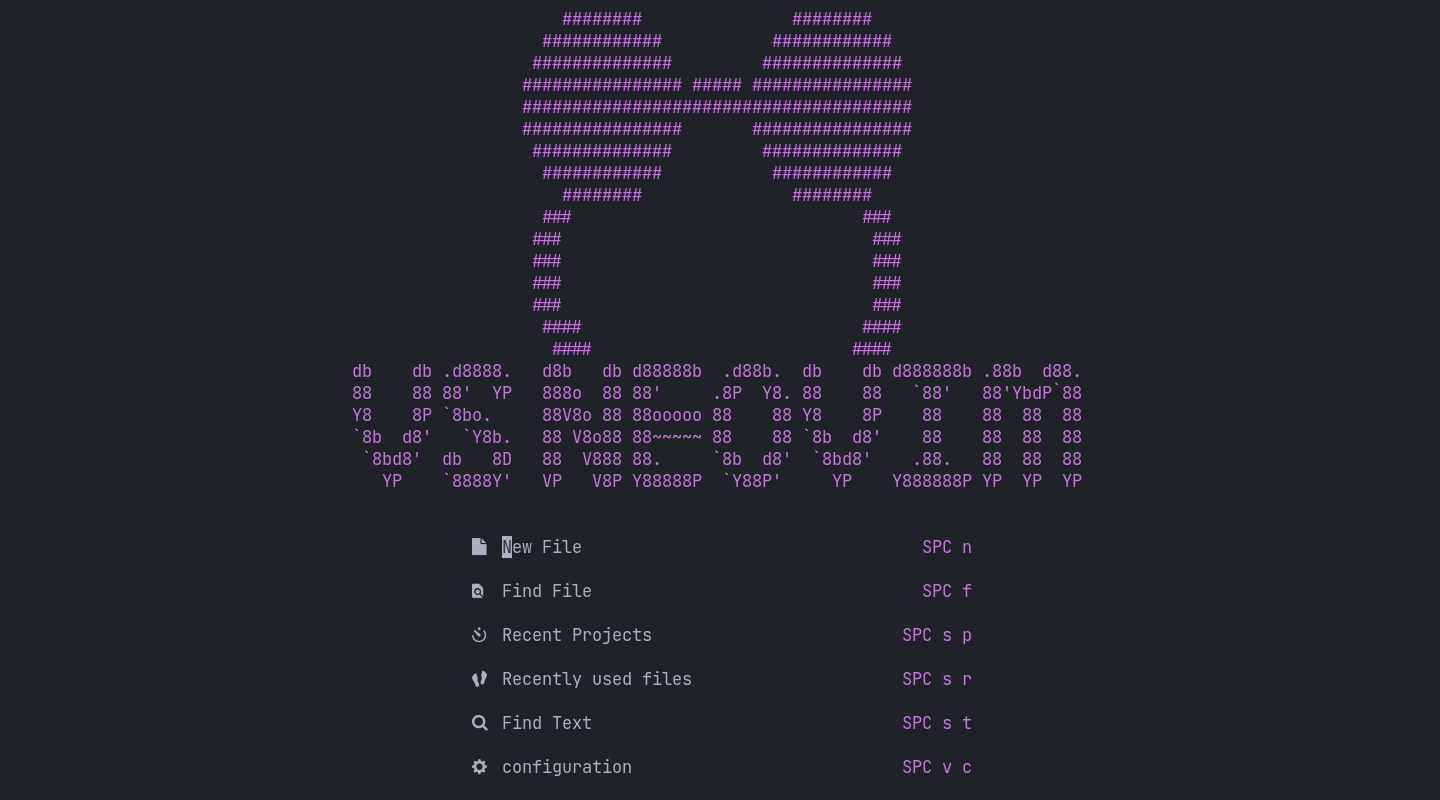 ########               ########
                   ############           ############
                  ##############         ##############
                 ################ ##### ################
                 #######################################
                 ################       ################
                  ##############         ##############
                   ############           ############
                     ########               ########
                   ###                             ###
                  ###                               ###
                  ###                               ###
                  ###                               ###
                  ###                               ###
                   ####                            ####
                    ####                          ####
db    db .d8888.   d8b   db d88888b  .d88b.  db    db d888888b .88b  d88.
88    88 88'  YP   888o  88 88'     .8P  Y8. 88    88   `88'   88'YbdP`88
Y8    8P `8bo.     88V8o 88 88ooooo 88    88 Y8    8P    88    88  88  88
`8b  d8'   `Y8b.   88 V8o88 88~~~~~ 88    88 `8b  d8'    88    88  88  88
 `8bd8'  db   8D   88  V888 88.     `8b  d8'  `8bd8'    .88.   88  88  88
   YP    `8888Y'   VP   V8P Y88888P  `Y88P'     YP    Y888888P YP  YP  YP
New File SPC n
Find File SPC f
Recent Projects SPC s p
Recently used files SPC s r
Find Text SPC s t
configuration SPC v c